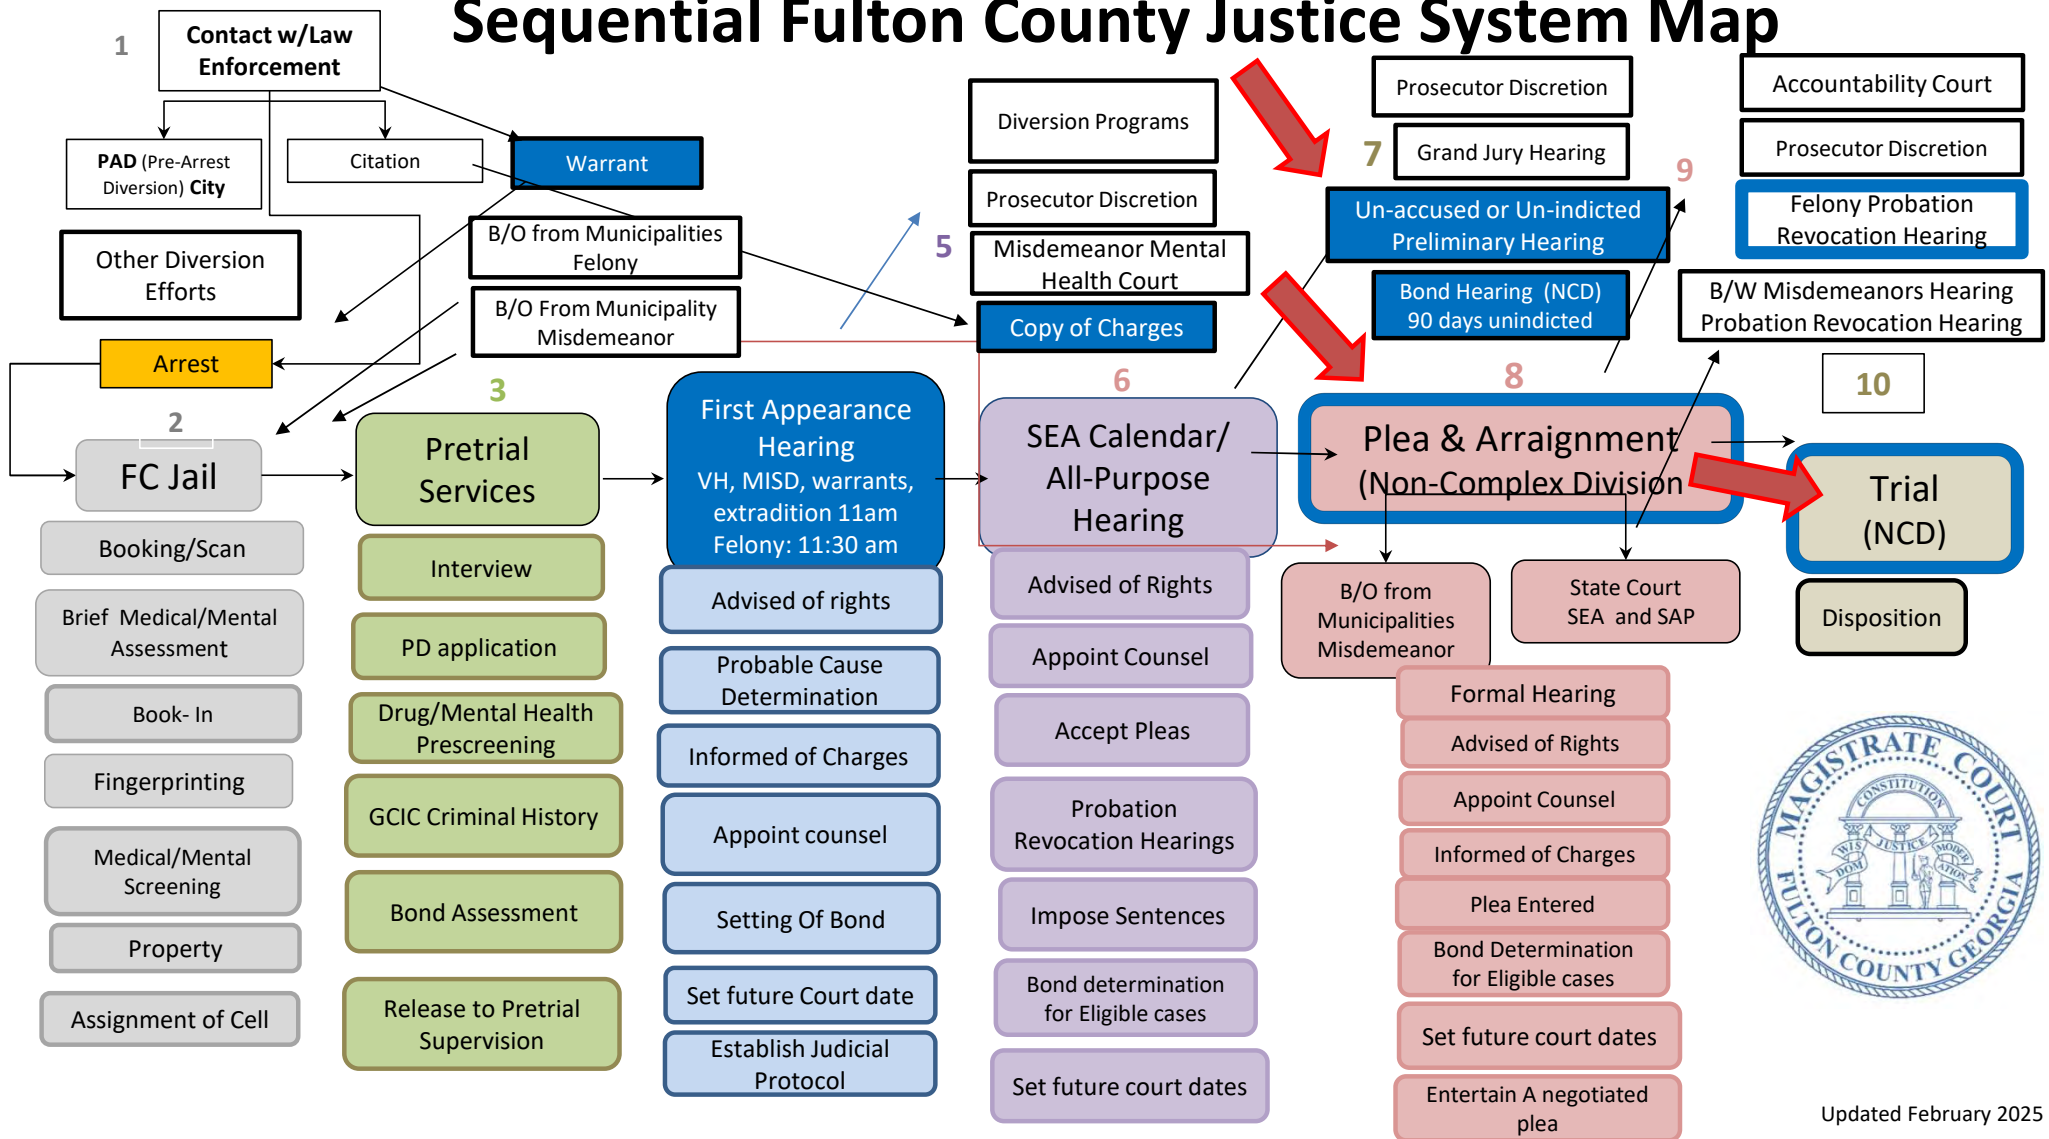 Sequential Fulton County Justice System Map
1
Contact w/Law
Enforcement
PAD (Pre-Arrest
Diversion) City
Citation
Warrant
Other Diversion
Efforts
B/O from Municipalities
Felony
B/O From Municipality
Misdemeanor
Arrest
5
Diversion Programs
Prosecutor Discretion
Misdemeanor Mental
Health Court
Copy of Charges
7
Prosecutor Discretion
Grand Jury Hearing
Un-accused or Un-indicted
Preliminary Hearing
Bond Hearing (NCD)
90 days unindicted
9
Accountability Court
Prosecutor Discretion
Felony Probation
Revocation Hearing
B/W Misdemeanors Hearing
Probation Revocation Hearing
2
FC Jail
Booking/Scan
Brief Medical/Mental
Assessment
Book- In
Fingerprinting
Medical/Mental
Screening
Property
Assignment of Cell
3
Pretrial
Services
Interview
PD application
Drug/Mental Health
Prescreening
GCIC Criminal History
Bond Assessment
Release to Pretrial
Supervision
First Appearance
Hearing
VH, MISD, warrants,
extradition 11am
Felony: 11:30 am
Advised of rights
Probable Cause
Determination
Informed of Charges
Appoint counsel
Setting Of Bond
Set future Court date
Establish Judicial
Protocol
6
SEA Calendar/
All-Purpose
Hearing
Advised of Rights
Appoint Counsel
Accept Pleas
Probation
Revocation Hearings
Impose Sentences
Bond determination
for Eligible cases
Set future court dates
8
Plea & Arraignment
(Non-Complex Division
B/O from
Municipalities
Misdemeanor
State Court
SEA and SAP
Formal Hearing
Advised of Rights
Appoint Counsel
Informed of Charges
Plea Entered
Bond Determination
for Eligible cases
Set future court dates
Entertain A negotiated
plea
10
Trial
(NCD)
Disposition
MAGISTRATE COURT
CONSTITUTION
WIS
DOM
JUSTICE
MODER
ATION
FULTON COUNTY GEORGIA
Updated February 2025